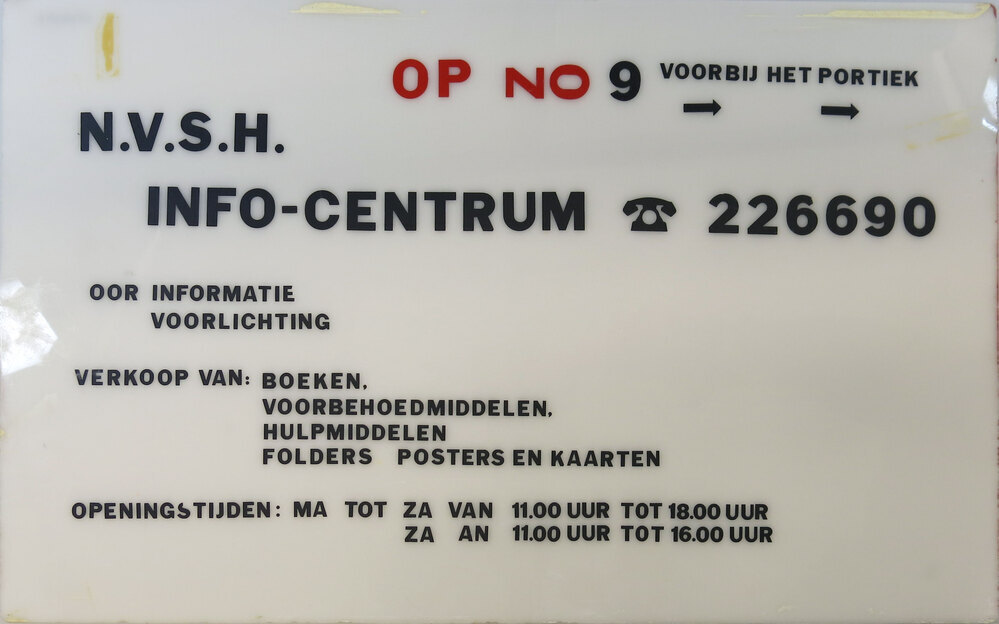 OP NO 9 VOORBIJ HET PORTIEK
→ →
N.V.S.H.
INFO-CENTRUM ☎ 226690
OOR INFORMATIE
VOORLICHTING
VERKOOP VAN: BOEKEN,
VOORBEHOEDMIDDELEN,
HULPMIDDELEN
FOLDERS POSTERS EN KAARTEN
OPENINGSTIJDEN: MA TOT ZA VAN 11.00 UUR TOT 18.00 UUR
ZA AN 11.00 UUR TOT 16.00 UUR